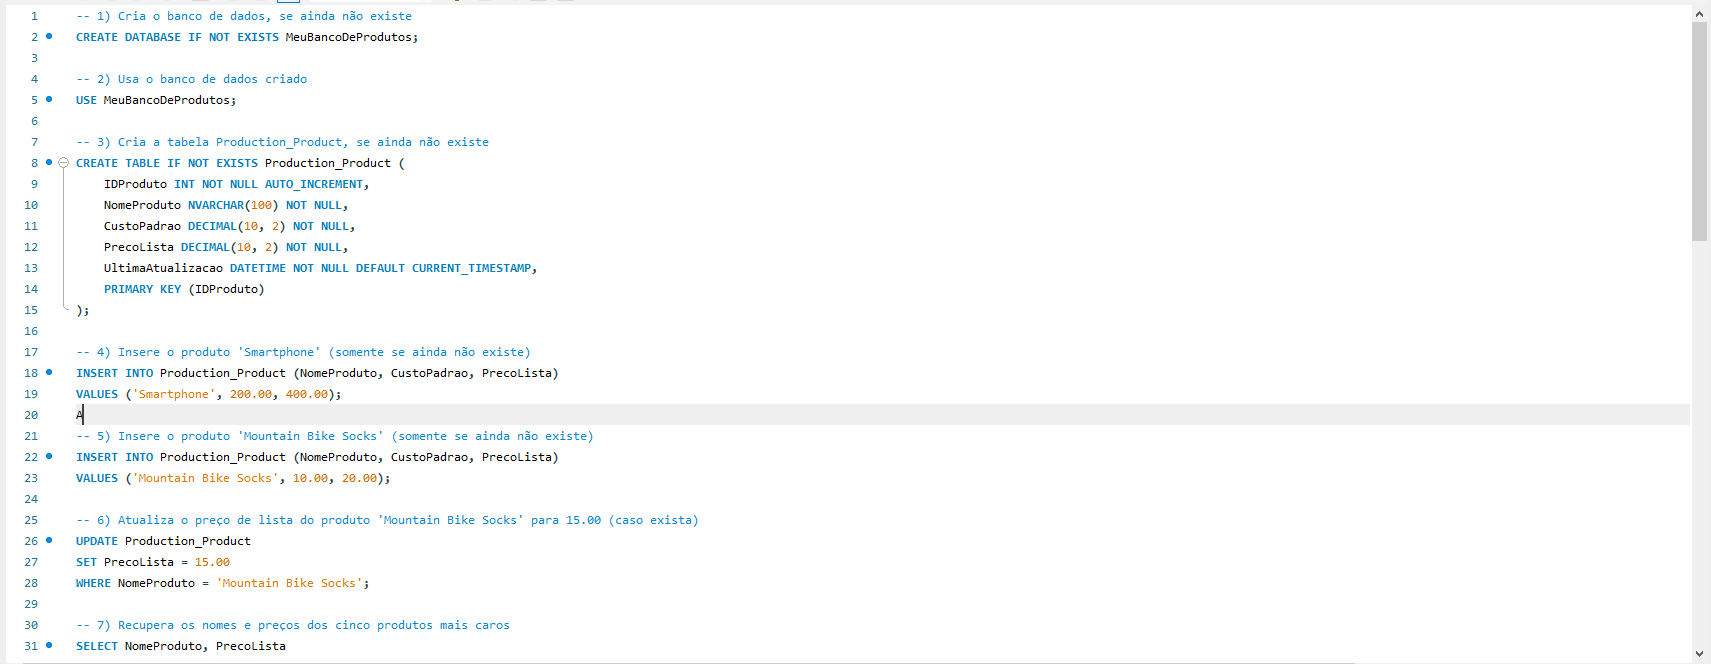 1 -- 1) Cria o banco de dados, se ainda não existe
2 CREATE DATABASE IF NOT EXISTS MeuBancoDeProdutos;
3
4 -- 2) Usa o banco de dados criado
5 USE MeuBancoDeProdutos;
6
7 -- 3) Cria a tabela Production_Product, se ainda não existe
8 CREATE TABLE IF NOT EXISTS Production_Product (
9 IDProduto INT NOT NULL AUTO_INCREMENT,
10 NomeProduto NVARCHAR(100) NOT NULL,
11 CustoPadrao DECIMAL(10, 2) NOT NULL,
12 PrecoLista DECIMAL(10, 2) NOT NULL,
13 UltimaAtualizacao DATETIME NOT NULL DEFAULT CURRENT_TIMESTAMP,
14 PRIMARY KEY (IDProduto)
15 );
16
17 -- 4) Insere o produto 'Smartphone' (somente se ainda não existe)
18 INSERT INTO Production_Product (NomeProduto, CustoPadrao, PrecoLista)
19 VALUES ('Smartphone', 200.00, 400.00);
20 A
21 -- 5) Insere o produto 'Mountain Bike Socks' (somente se ainda não existe)
22 INSERT INTO Production_Product (NomeProduto, CustoPadrao, PrecoLista)
23 VALUES ('Mountain Bike Socks', 10.00, 20.00);
24
25 -- 6) Atualiza o preço de lista do produto 'Mountain Bike Socks' para 15.00 (caso exista)
26 UPDATE Production_Product
27 SET PrecoLista = 15.00
28 WHERE NomeProduto = 'Mountain Bike Socks';
29
30 -- 7) Recupera os nomes e preços dos cinco produtos mais caros
31 SELECT NomeProduto, PrecoLista